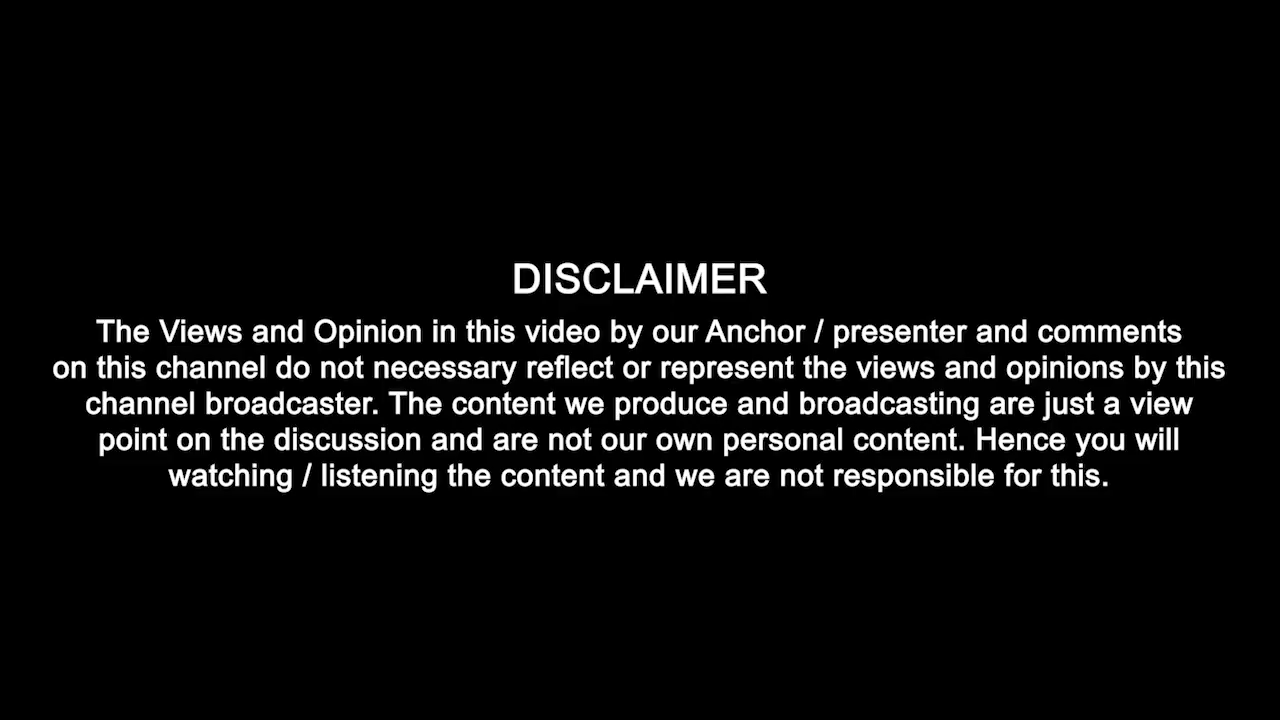 DISCLAIMER
The Views and Opinion in this video by our Anchor / presenter and comments
on this channel do not necessary reflect or represent the views and opinions by this
channel broadcaster. The content we produce and broadcasting are just a view
point on the discussion and are not our own personal content. Hence you will
watching / listening the content and we are not responsible for this.